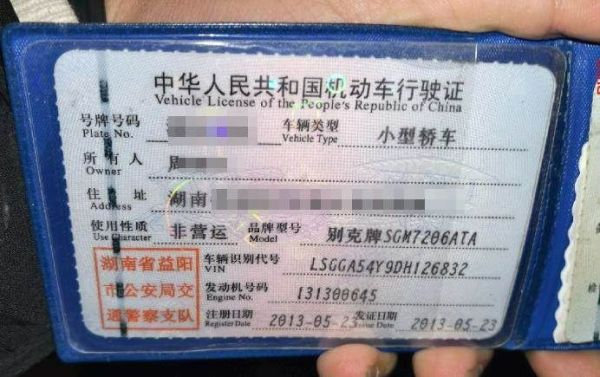 中华人民共和国机动车行驶证
Vehicle License of the People's Republic of China
号牌号码 车辆类型 小型轿车
Plate No. Vehicle Type
所有人
Owner
住址 湖南
Address
使用性质 非营运 品牌型号 别克牌SGM7206ATA
Use Character Model
湖南省益阳
市公安局交
通警察支队
车辆识别代号 LSGGA54Y9DH126832
VIN
发动机号码 131300645
Engine No.
注册日期 2013-05-23 发证日期 2013-05-23
Register Date Issue Date